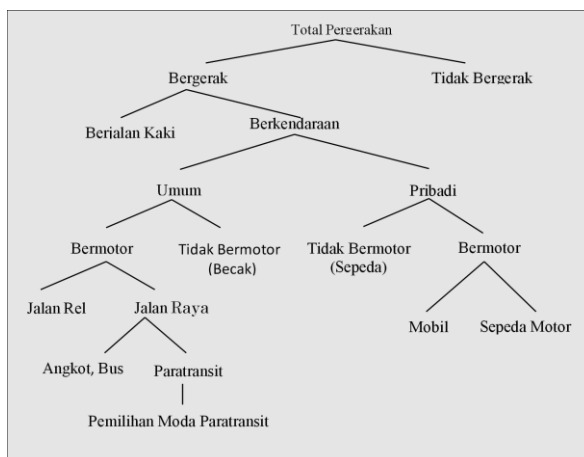 Total Pergerakan
Bergerak
Tidak Bergerak
Berjalan Kaki
Berkendaraan
Umum
Pribadi
Bermotor
Tidak Bermotor
(Becak)
Tidak Bermotor
(Sepeda)
Bermotor
Jalan Rel
Jalan Raya
Mobil
Sepeda Motor
Angkot, Bus
Paratransit
Pemilihan Moda Paratransit